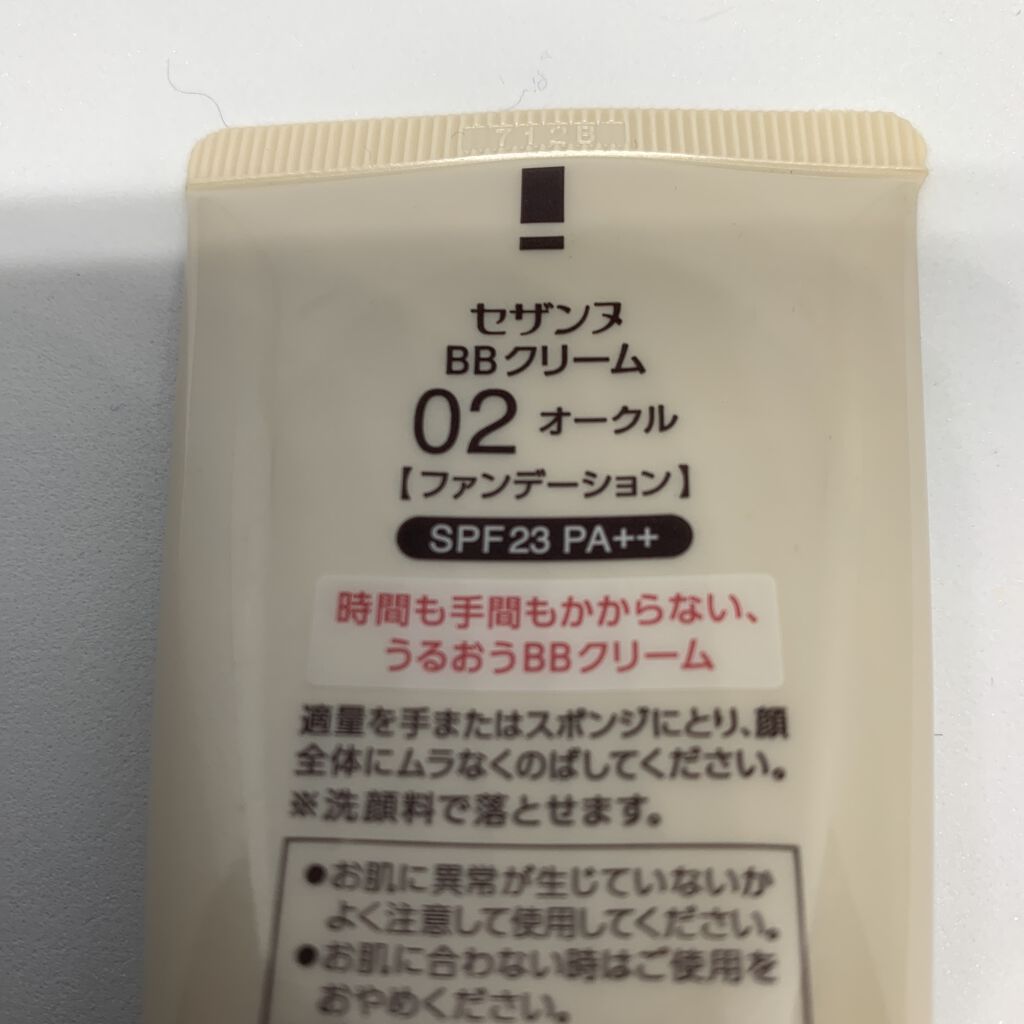 712B
セザンヌ
BBクリーム
02 オークル
【ファンデーション】
SPF23 PA++
時間も手間もかからない、
うるおうBBクリーム
適量を手またはスポンジにとり、顔
全体にムラなくのばしてください。
※洗顔料で落とせます。
●お肌に異常が生じていないか
よく注意して使用してください。
●お肌に合わない時はご使用を
おやめください。